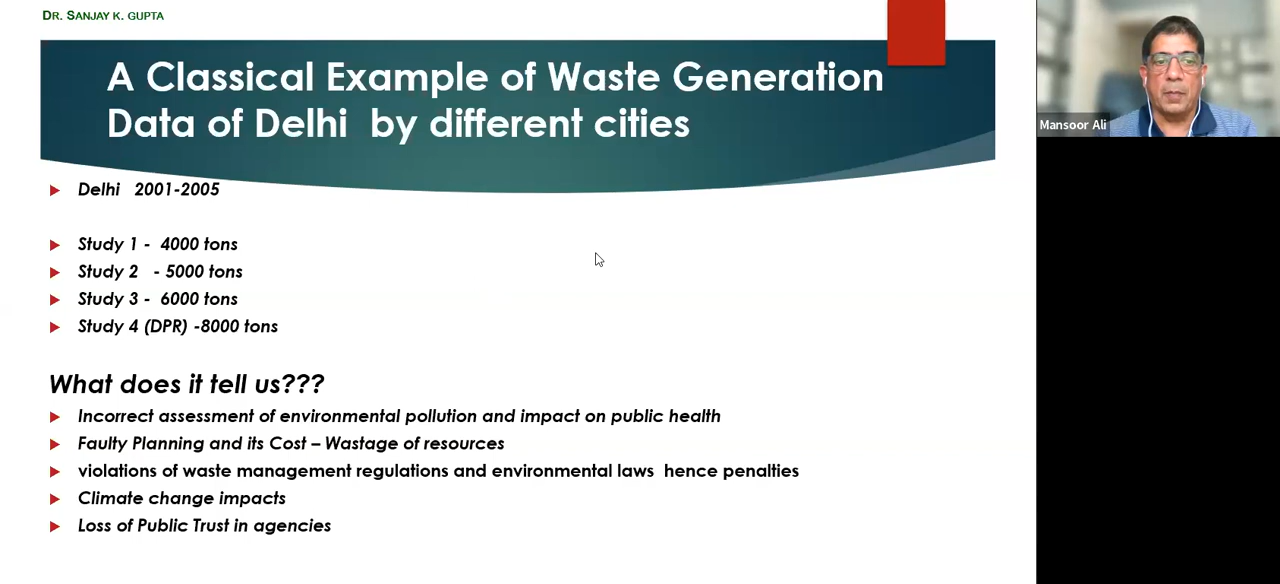 DR. SANJAY K. GUPTA
A Classical Example of Waste Generation
Data of Delhi by different cities
Delhi 2001-2005
Study 1 - 4000 tons
Study 2 - 5000 tons
Study 3 - 6000 tons
Study 4 (DPR) -8000 tons
What does it tell us???
Incorrect assessment of environmental pollution and impact on public health
Faulty Planning and its Cost – Wastage of resources
violations of waste management regulations and environmental laws hence penalties
Climate change impacts
Loss of Public Trust in agencies
Mansoor Ali